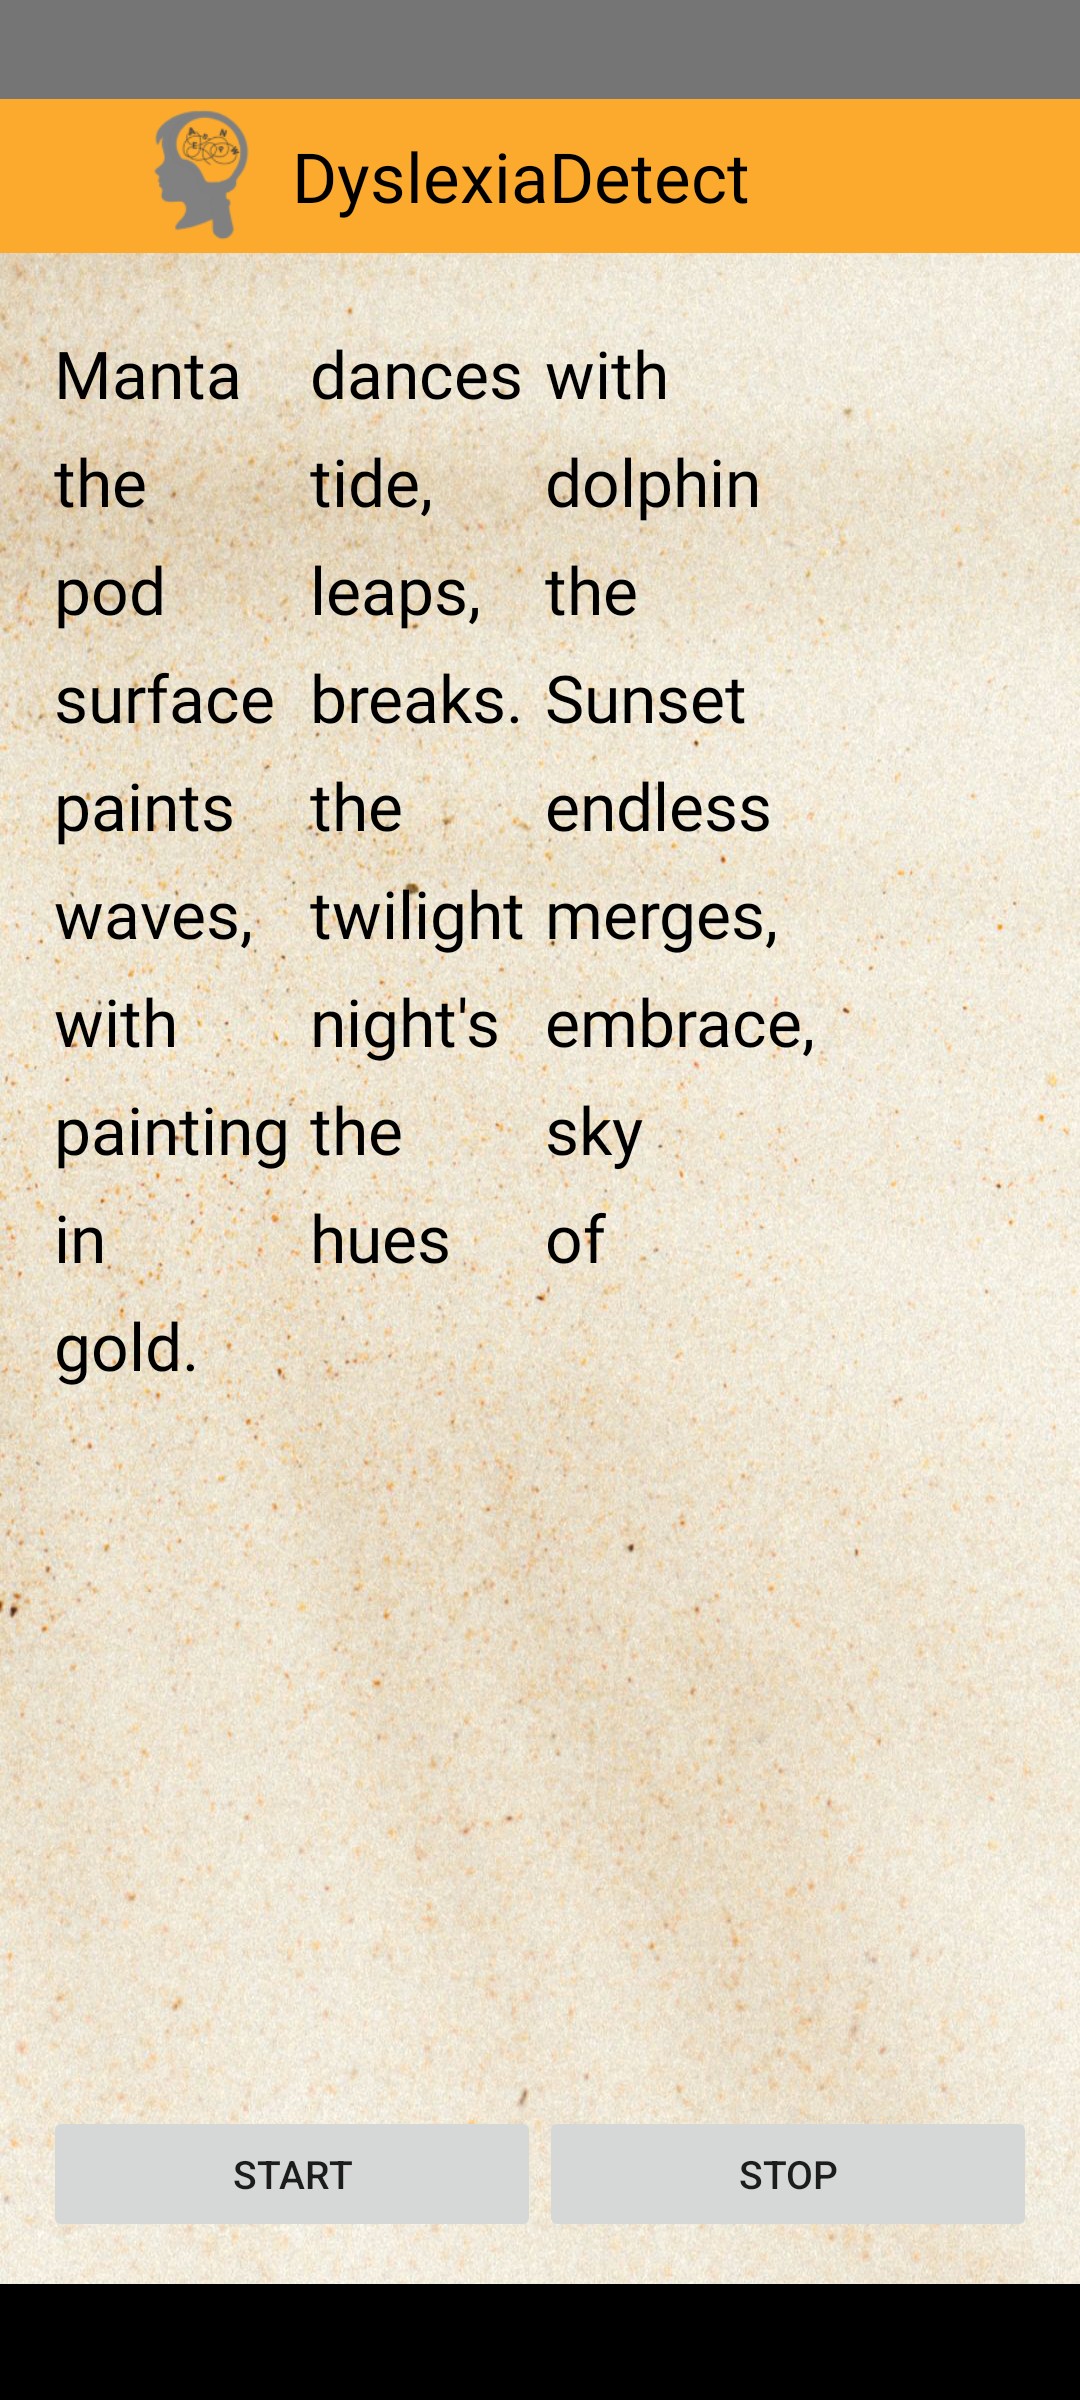 DyslexiaDetect
Manta dances with
the tide, dolphin
pod leaps, the
surface breaks. Sunset
paints the endless
waves, twilight merges,
with night's embrace,
painting the sky
in hues of
gold.
START STOP